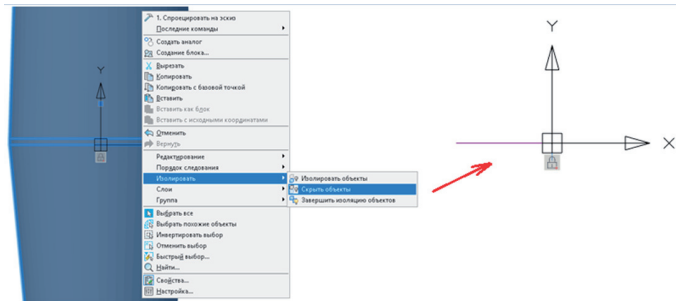 1. Спроецировать на эскиз
Последние команды
Создать аналог
Создание блока...
Вырезать
Копировать
Копировать с базовой точкой
Вставить
Вставить как блок
Вставить с исходными координатами
Отменить
Вернуть
Редактирование
Порядок следования
Изолировать
Слои
Группа
Выбрать все
Выбрать похожие объекты
Инвертировать выбор
Отменить выбор
Быстрый выбор...
Найти...
Свойства...
Настройка...
Изолировать объекты
Скрыть объекты
Завершить изоляцию объектов
Y
Y
X